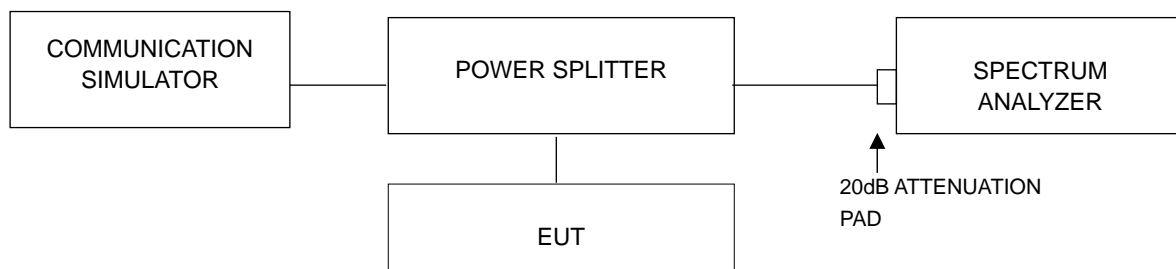 COMMUNICATION
SIMULATOR
POWER SPLITTER
SPECTRUM
ANALYZER
20dB ATTENUATION
PAD
EUT